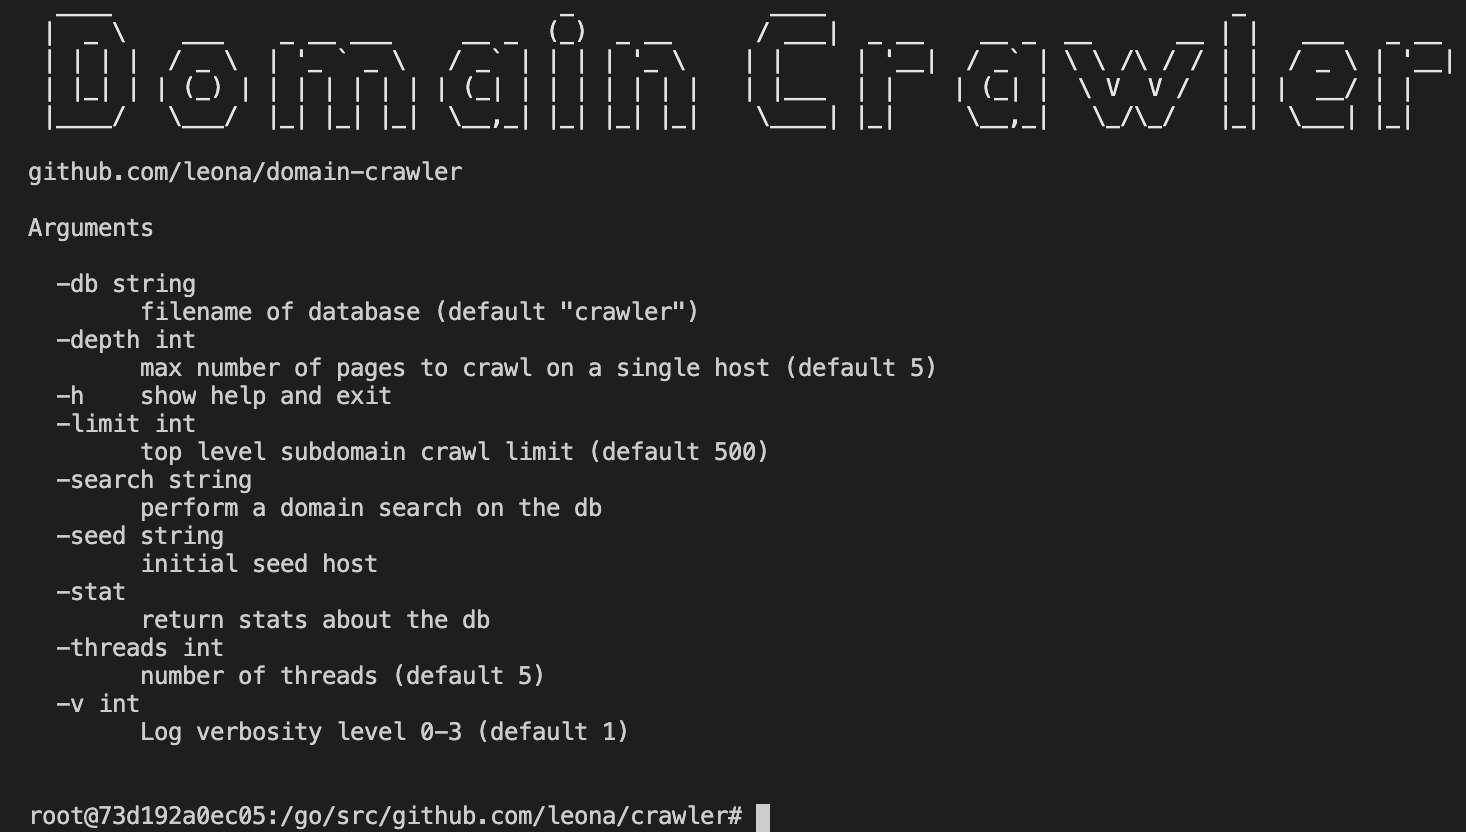 Domain Crawler
github.com/leona/domain-crawler
Arguments
-db string
filename of database (default "crawler")
-depth int
max number of pages to crawl on a single host (default 5)
-h    show help and exit
-limit int
top level subdomain crawl limit (default 500)
-search string
perform a domain search on the db
-seed string
initial seed host
-stat
return stats about the db
-threads int
number of threads (default 5)
-v int
Log verbosity level 0-3 (default 1)
root@73d192a0ec05:/go/src/github.com/leona/crawler#